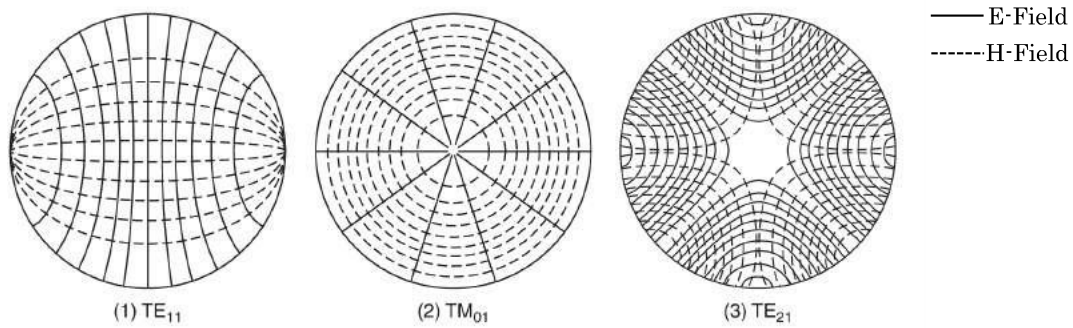 E-Field
H-Field
(1) TE₁₁
(2) TM₀₁
(3) TE₂₁